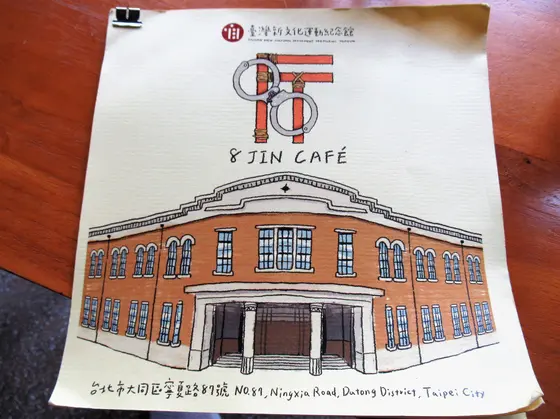 臺灣新文化運動紀念館
8 JIN CAFÉ
台北市大同區寧夏路87號 NO.87, Ningxia Road, Datong District, Taipei City